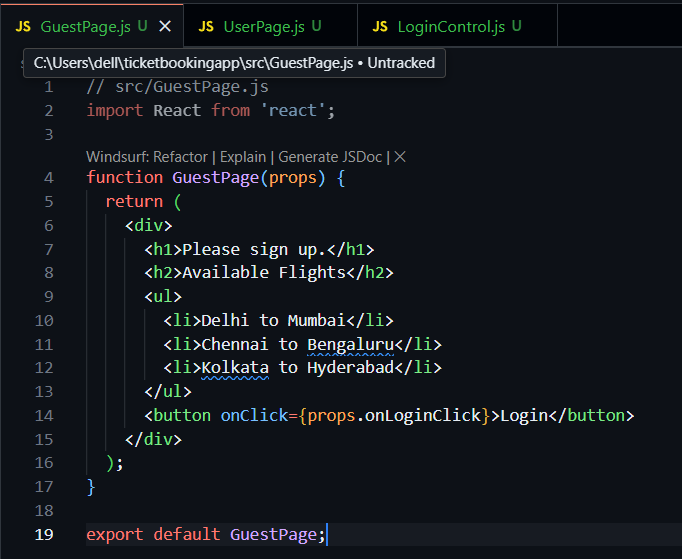 JS GuestPage.js U ×
JS UserPage.js U
JS LoginControl.js U
C:\Users\dell\ticketbookingapp\src\GuestPage.js • Untracked
1 // src/GuestPage.js
2 import React from 'react';
3
Windsurf: Refactor | Explain | Generate JSDoc | ×
4 function GuestPage(props) {
5 return (
6 <div>
7 <h1>Please sign up.</h1>
8 <h2>Available Flights</h2>
9 <ul>
10 <li>Delhi to Mumbai</li>
11 <li>Chennai to Bengaluru</li>
12 <li>Kolkata to Hyderabad</li>
13 </ul>
14 <button onClick={props.onLoginClick}>Login</button>
15 </div>
16 );
17 }
18
19 export default GuestPage;